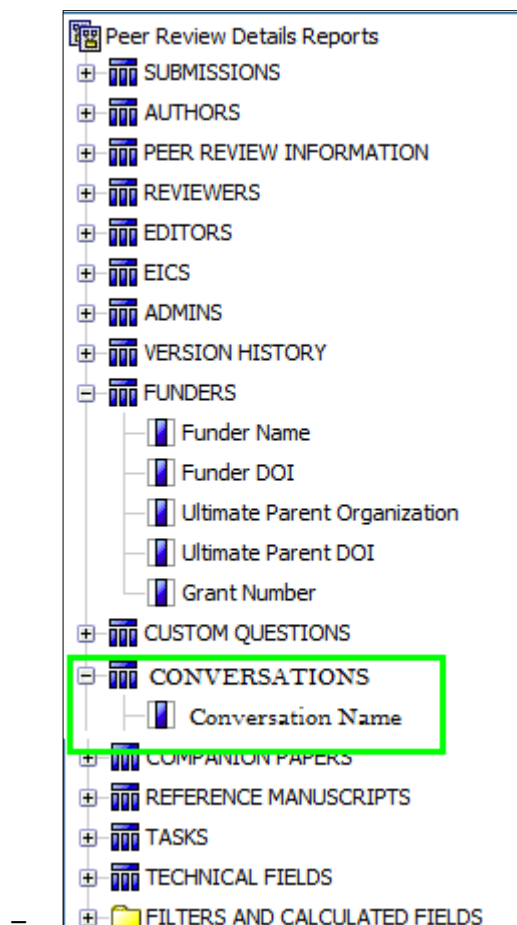 Peer Review Details Reports
SUBMISSIONS
AUTHORS
PEER REVIEW INFORMATION
REVIEWERS
EDITORS
EICS
ADMINS
VERSION HISTORY
FUNDERS
Funder Name
Funder DOI
Ultimate Parent Organization
Ultimate Parent DOI
Grant Number
CUSTOM QUESTIONS
CONVERSATIONS
Conversation Name
COMPANION PAPERS
REFERENCE MANUSCRIPTS
TASKS
TECHNICAL FIELDS
FILTERS AND CALCULATED FIELDS